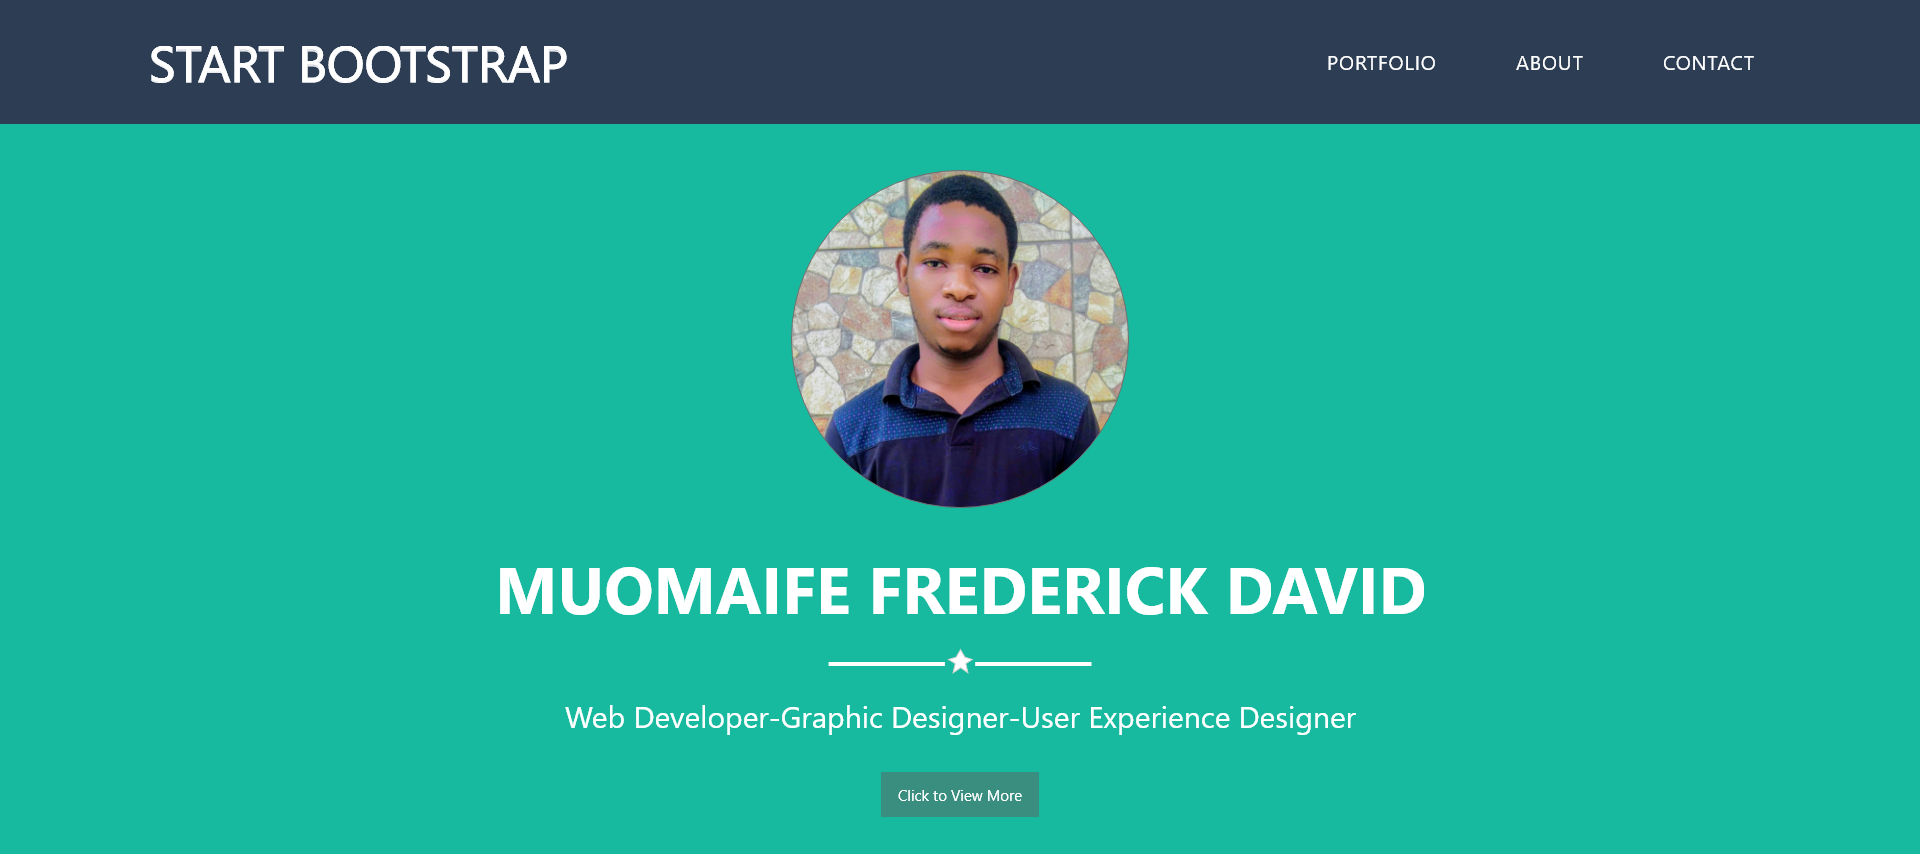 START BOOTSTRAP
PORTFOLIO ABOUT CONTACT
MUOMAIFE FREDERICK DAVID
Web Developer-Graphic Designer-User Experience Designer
Click to View More